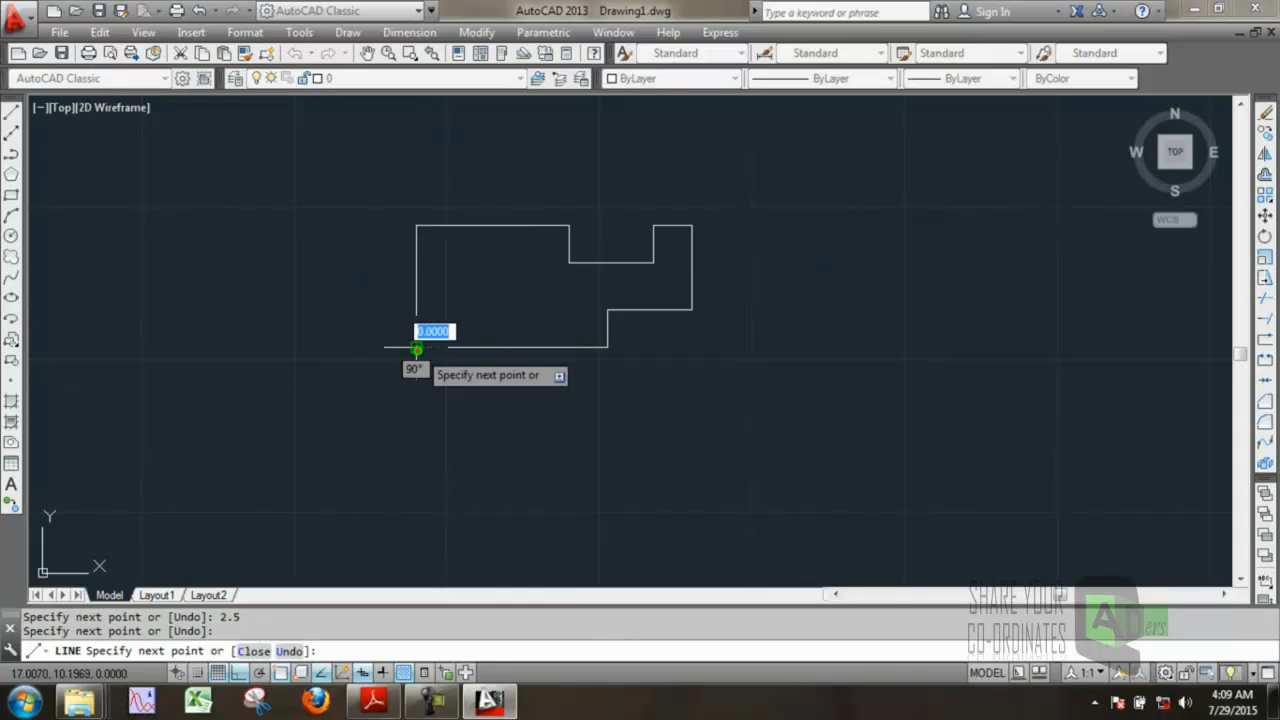 AutoCAD Classic
AutoCAD 2013 Drawing1.dwg
Type a keyword or phrase
Sign In
File Edit View Insert Format Tools Draw Dimension Modify Parametric Window Help Express
Standard Standard Standard Standard
AutoCAD Classic 0 ByLayer ByLayer ByLayer ByColor
[−][Top][2D Wireframe]
N
W TOP E
S
WCS
0.0000
90° Specify next point or
Y
X
Model Layout1 Layout2
SHARE YOUR
CO-ORDINATES
ADers
Specify next point or [Undo]: 2.5
Specify next point or [Undo]:
LINE Specify next point or [Close Undo]:
17.0070, 10.1969, 0.0000 MODEL 1:1
4:09 AM
7/29/2015